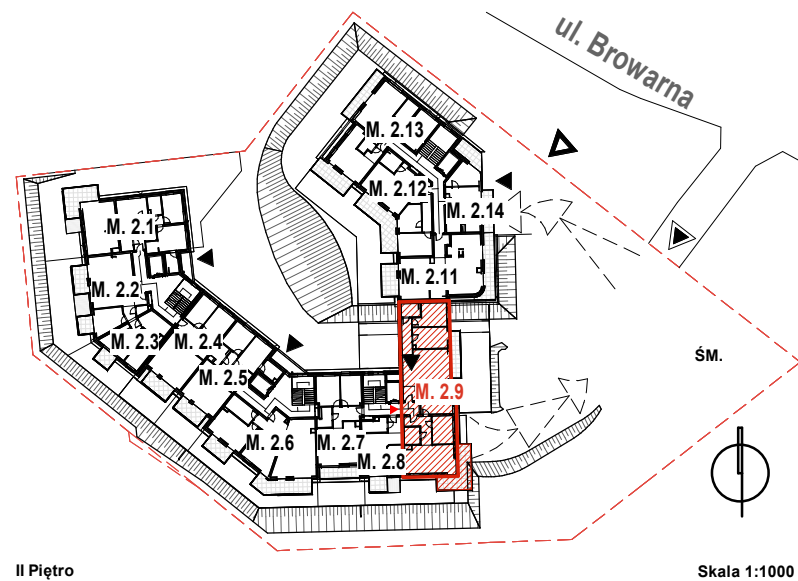 ul. Browarna
M. 2.13
M. 2.12
M. 2.14
M. 2.1
M. 2.11
M. 2.2
M. 2.3
M. 2.4
M. 2.5
ŚM.
M. 2.9
M. 2.6
M. 2.7
M. 2.8
II Piętro
Skala 1:1000